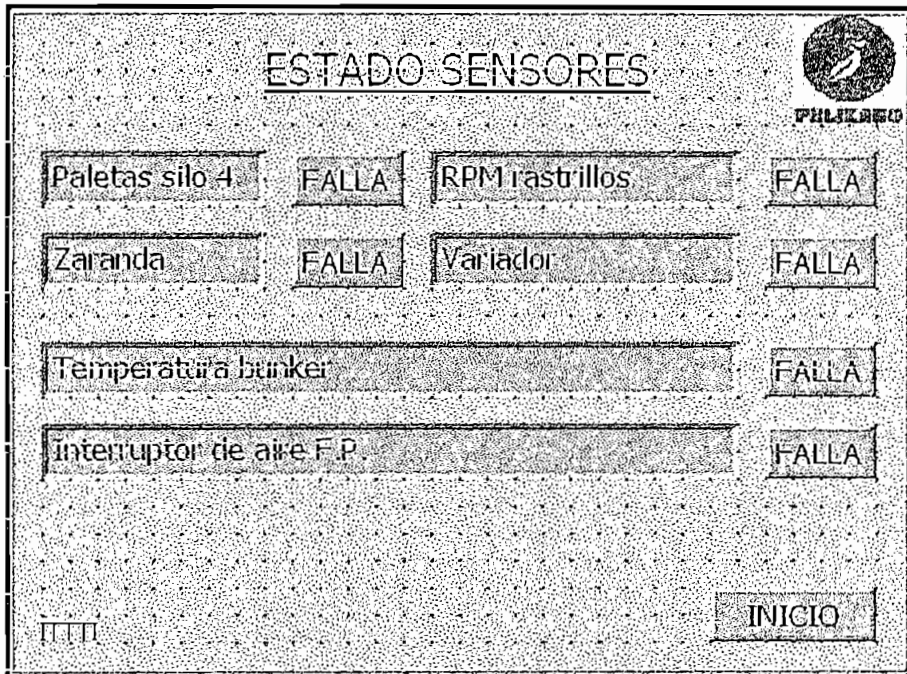 ESTADO SENSORES
Paletas silo 4 FALLA RPM rastrillos FALLA
Zaranda FALLA Variador FALLA
Temperatura bunker FALLA
Interruptor de aire F.P. FALLA
INICIO